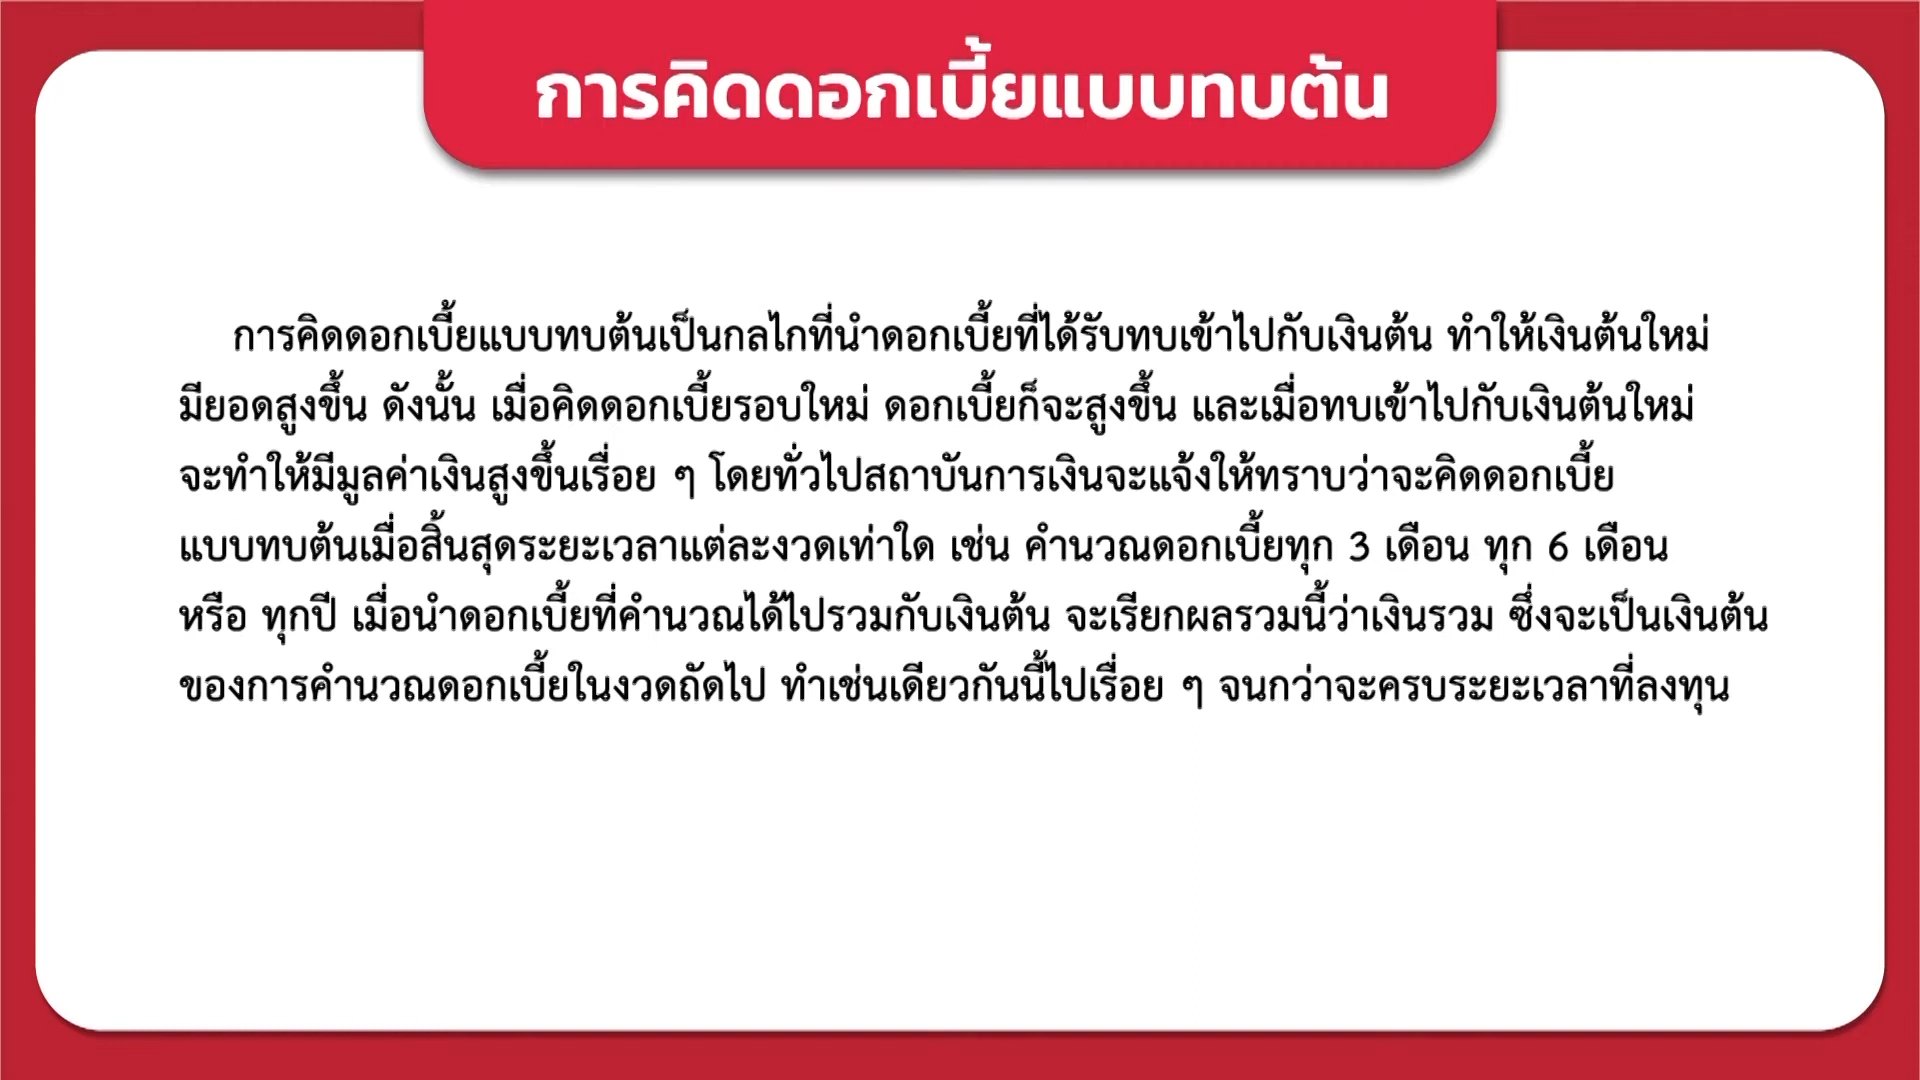 การคิดดอกเบี้ยแบบทบต้น
การคิดดอกเบี้ยแบบทบต้นเป็นกลไกที่นำดอกเบี้ยที่ได้รับทบเข้าไปกับเงินต้น ทำให้เงินต้นใหม่
มียอดสูงขึ้น ดังนั้น เมื่อคิดดอกเบี้ยรอบใหม่ ดอกเบี้ยก็จะสูงขึ้น และเมื่อทบเข้าไปกับเงินต้นใหม่
จะทำให้มีมูลค่าเงินสูงขึ้นเรื่อย ๆ โดยทั่วไปสถาบันการเงินจะแจ้งให้ทราบว่าจะคิดดอกเบี้ย
แบบทบต้นเมื่อสิ้นสุดระยะเวลาแต่ละงวดเท่าใด เช่น คำนวณดอกเบี้ยทุก 3 เดือน ทุก 6 เดือน
หรือ ทุกปี เมื่อนำดอกเบี้ยที่คำนวณได้ไปรวมกับเงินต้น จะเรียกผลรวมนี้ว่าเงินรวม ซึ่งจะเป็นเงินต้น
ของการคำนวณดอกเบี้ยในงวดถัดไป ทำเช่นเดียวกันนี้ไปเรื่อย ๆ จนกว่าจะครบระยะเวลาที่ลงทุน